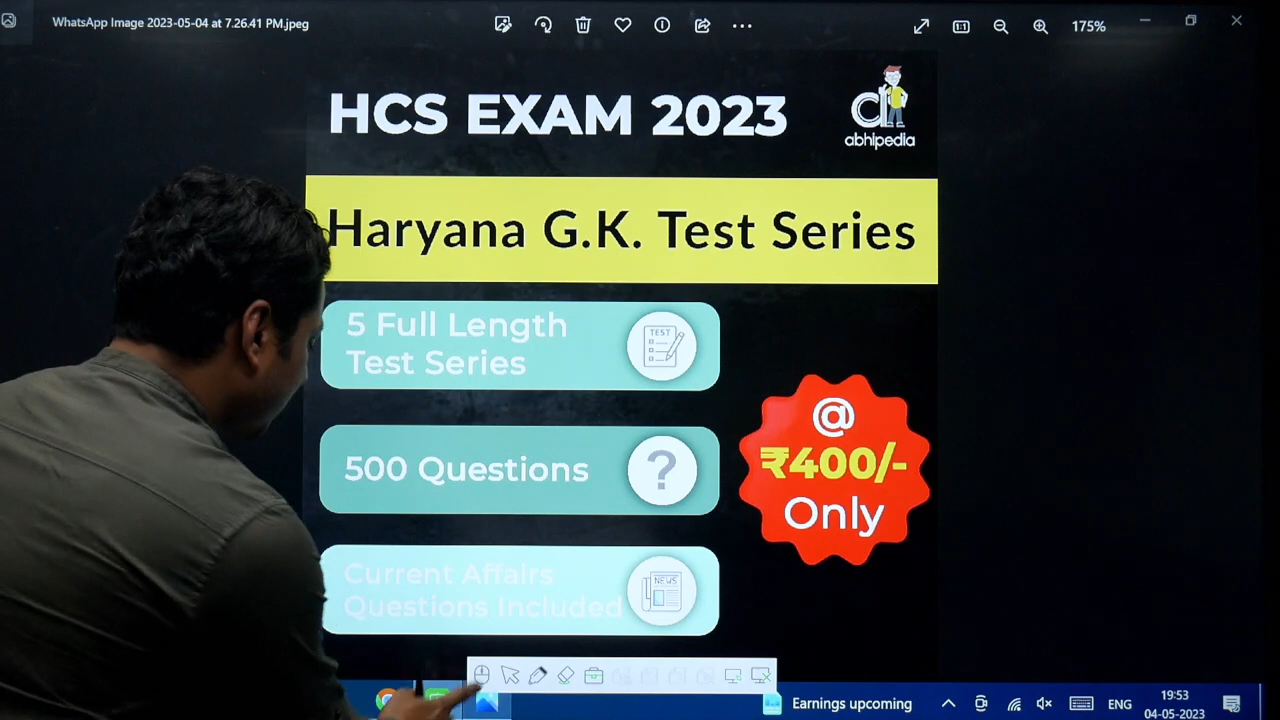 WhatsApp Image 2023-05-04 at 7.26.41 PM.jpeg
175%
HCS EXAM 2023
abhipedia
Haryana G.K. Test Series
5 Full Length
Test Series
TEST
500 Questions
?
@
₹400/-
Only
Current Affairs
Questions Included
NEWS
Earnings upcoming
ENG
19:53
04-05-2023